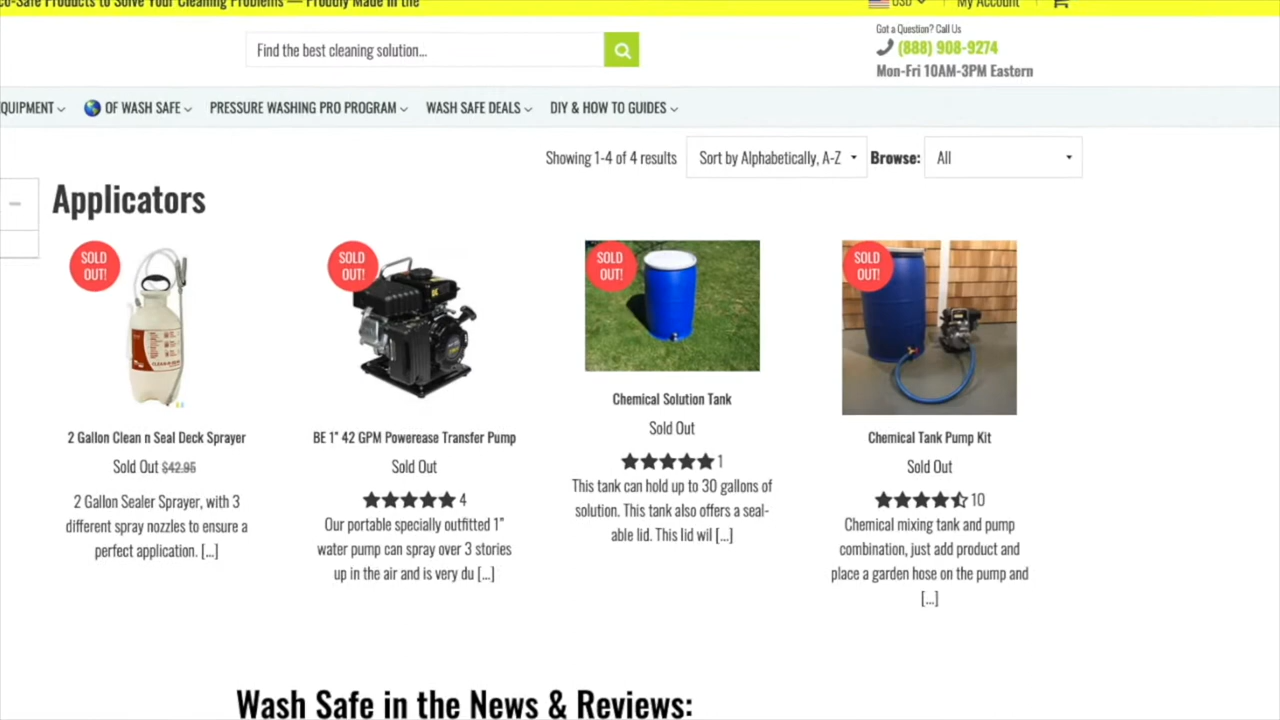 co-Safe Products to Solve Your Cleaning Problems — Proudly Made in the
USD
My Account
Find the best cleaning solution...
Got a Question? Call Us
(888) 908-9274
Mon-Fri 10AM-3PM Eastern
QUIPMENT
OF WASH SAFE
PRESSURE WASHING PRO PROGRAM
WASH SAFE DEALS
DIY & HOW TO GUIDES
Showing 1-4 of 4 results
Sort by Alphabetically, A-Z
Browse:
All
Applicators
SOLD
OUT!
2 Gallon Clean n Seal Deck Sprayer
Sold Out $42.95
2 Gallon Sealer Sprayer, with 3
different spray nozzles to ensure a
perfect application. [...]
SOLD
OUT!
BE 1" 42 GPM Powerease Transfer Pump
Sold Out
4
Our portable specially outfitted 1"
water pump can spray over 3 stories
up in the air and is very du [...]
SOLD
OUT!
Chemical Solution Tank
Sold Out
1
This tank can hold up to 30 gallons of
solution. This tank also offers a seal-
able lid. This lid wil [...]
SOLD
OUT!
Chemical Tank Pump Kit
Sold Out
10
Chemical mixing tank and pump
combination, just add product and
place a garden hose on the pump and
[...]
Wash Safe in the News & Reviews: